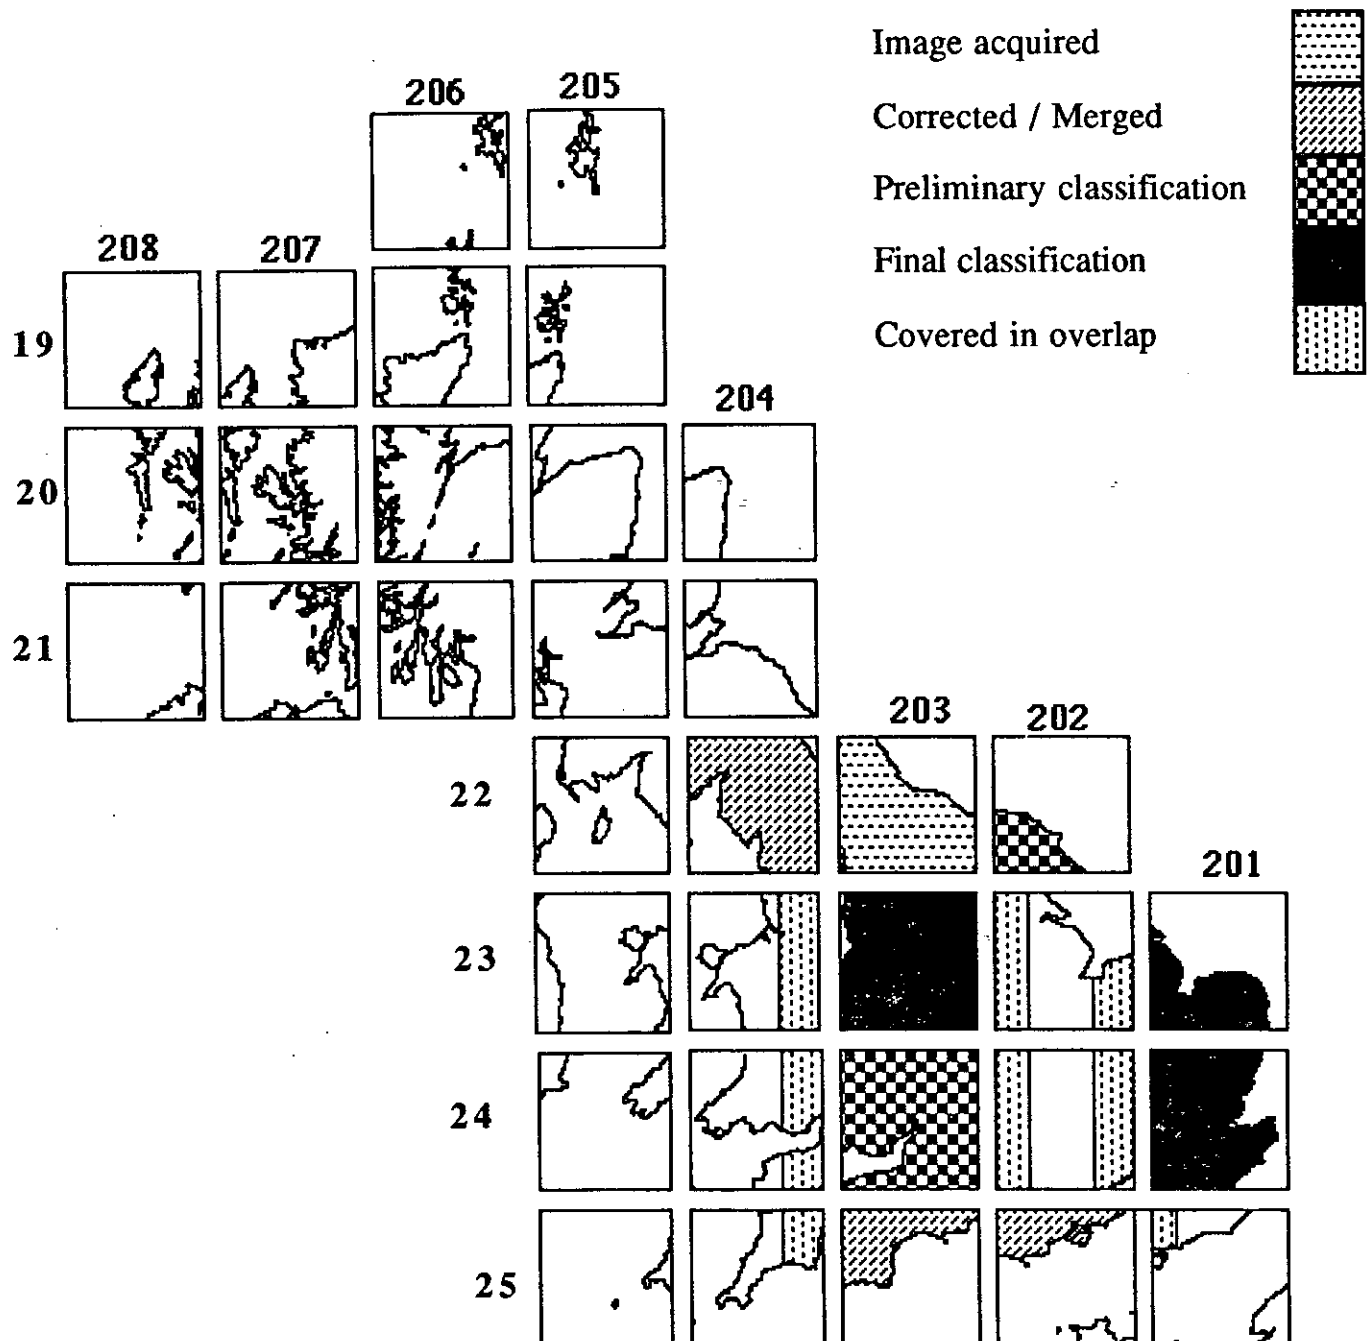 Image acquired
Corrected / Merged
Preliminary classification
Final classification
Covered in overlap
206 205
208 207
19
204
20
21
203 202
22
201
23
24
25